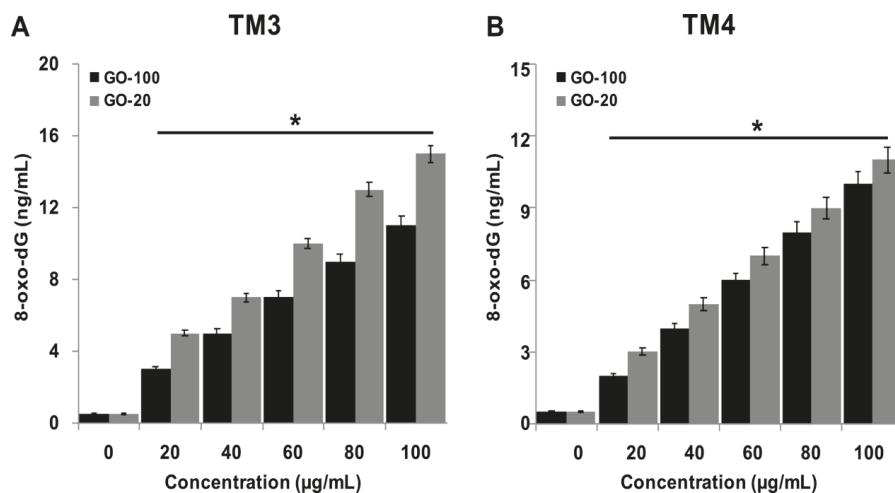 A
TM3
20
16
12
8
4
0
8-oxo-dG (ng/mL)
GO-100
GO-20
*
0 20 40 60 80 100
Concentration (µg/mL)
B
TM4
15
12
9
6
3
0
8-oxo-dG (ng/mL)
GO-100
GO-20
*
0 20 40 60 80 100
Concentration (µg/mL)